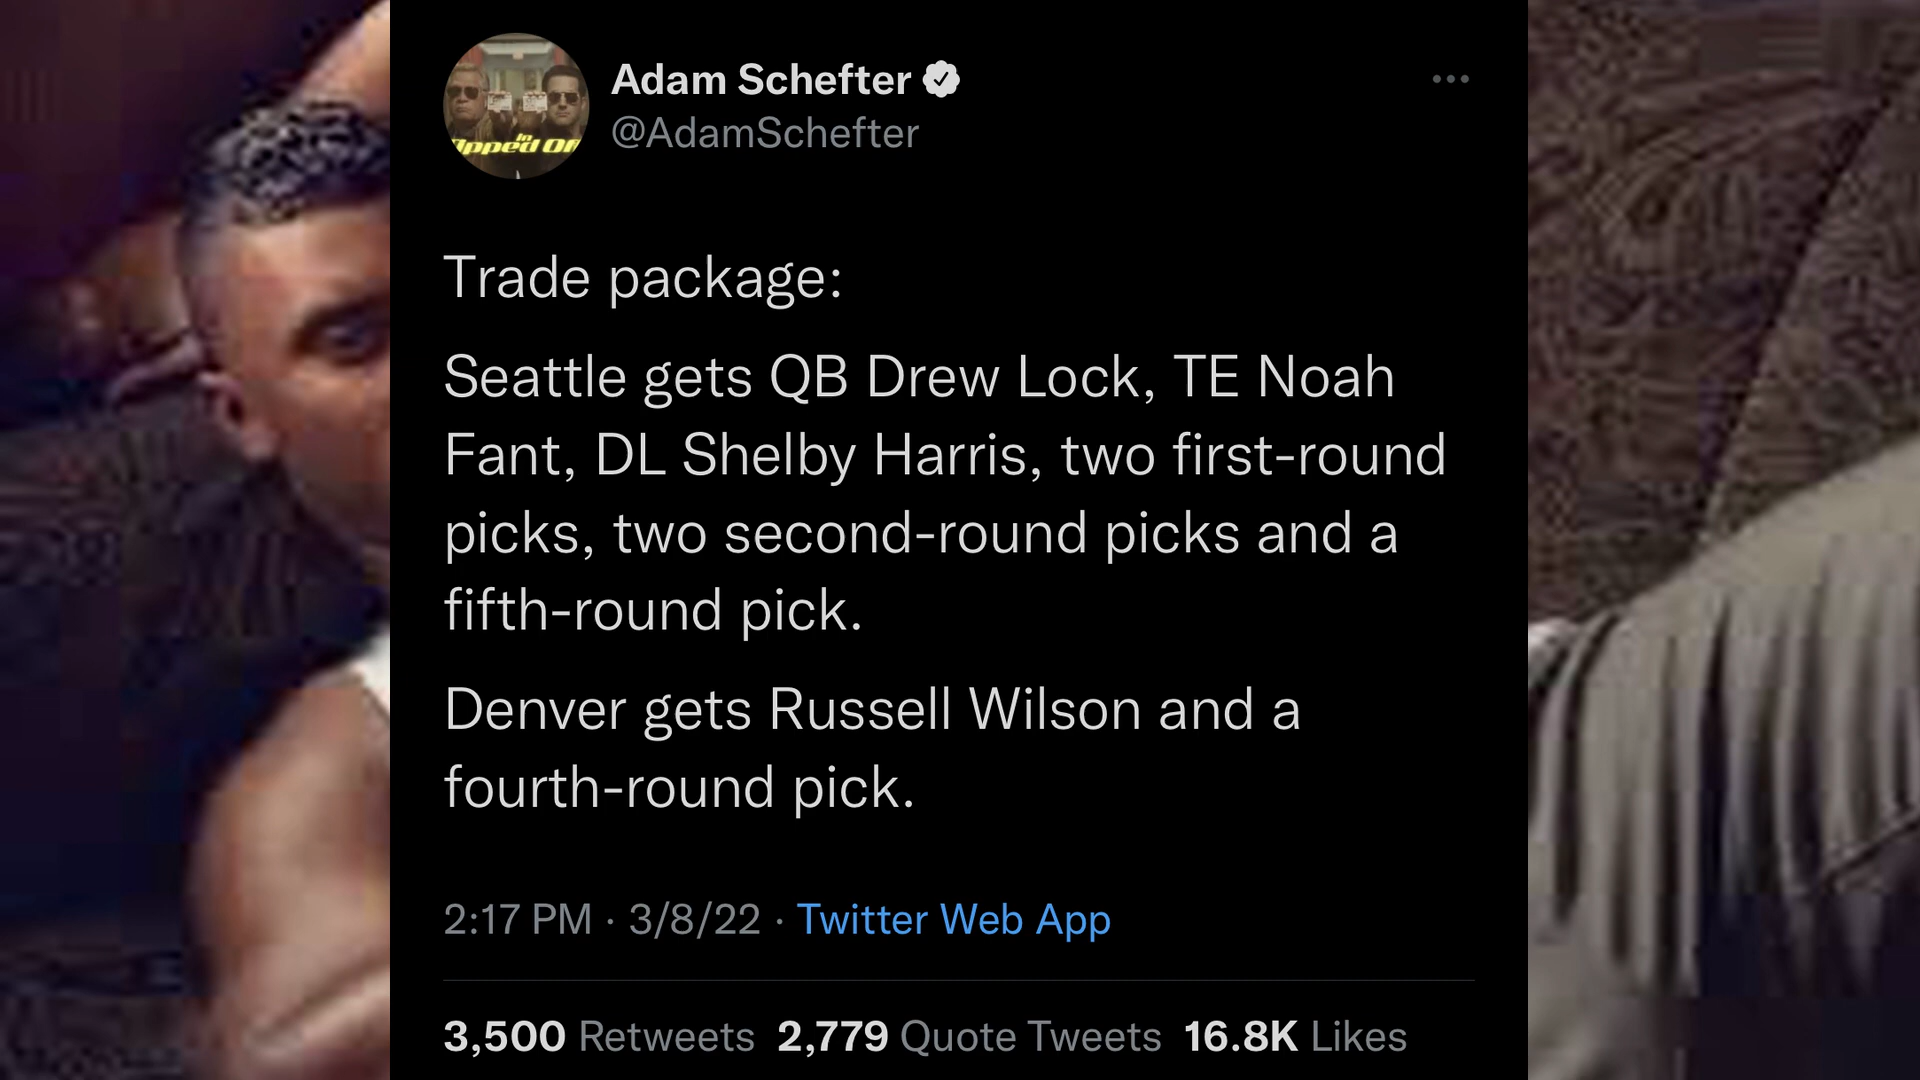 Adam Schefter
@AdamSchefter
In
Trade package:
Seattle gets QB Drew Lock, TE Noah
Fant, DL Shelby Harris, two first-round
picks, two second-round picks and a
fifth-round pick.
Denver gets Russell Wilson and a
fourth-round pick.
2:17 PM · 3/8/22 · Twitter Web App
3,500 Retweets 2,779 Quote Tweets 16.8K Likes